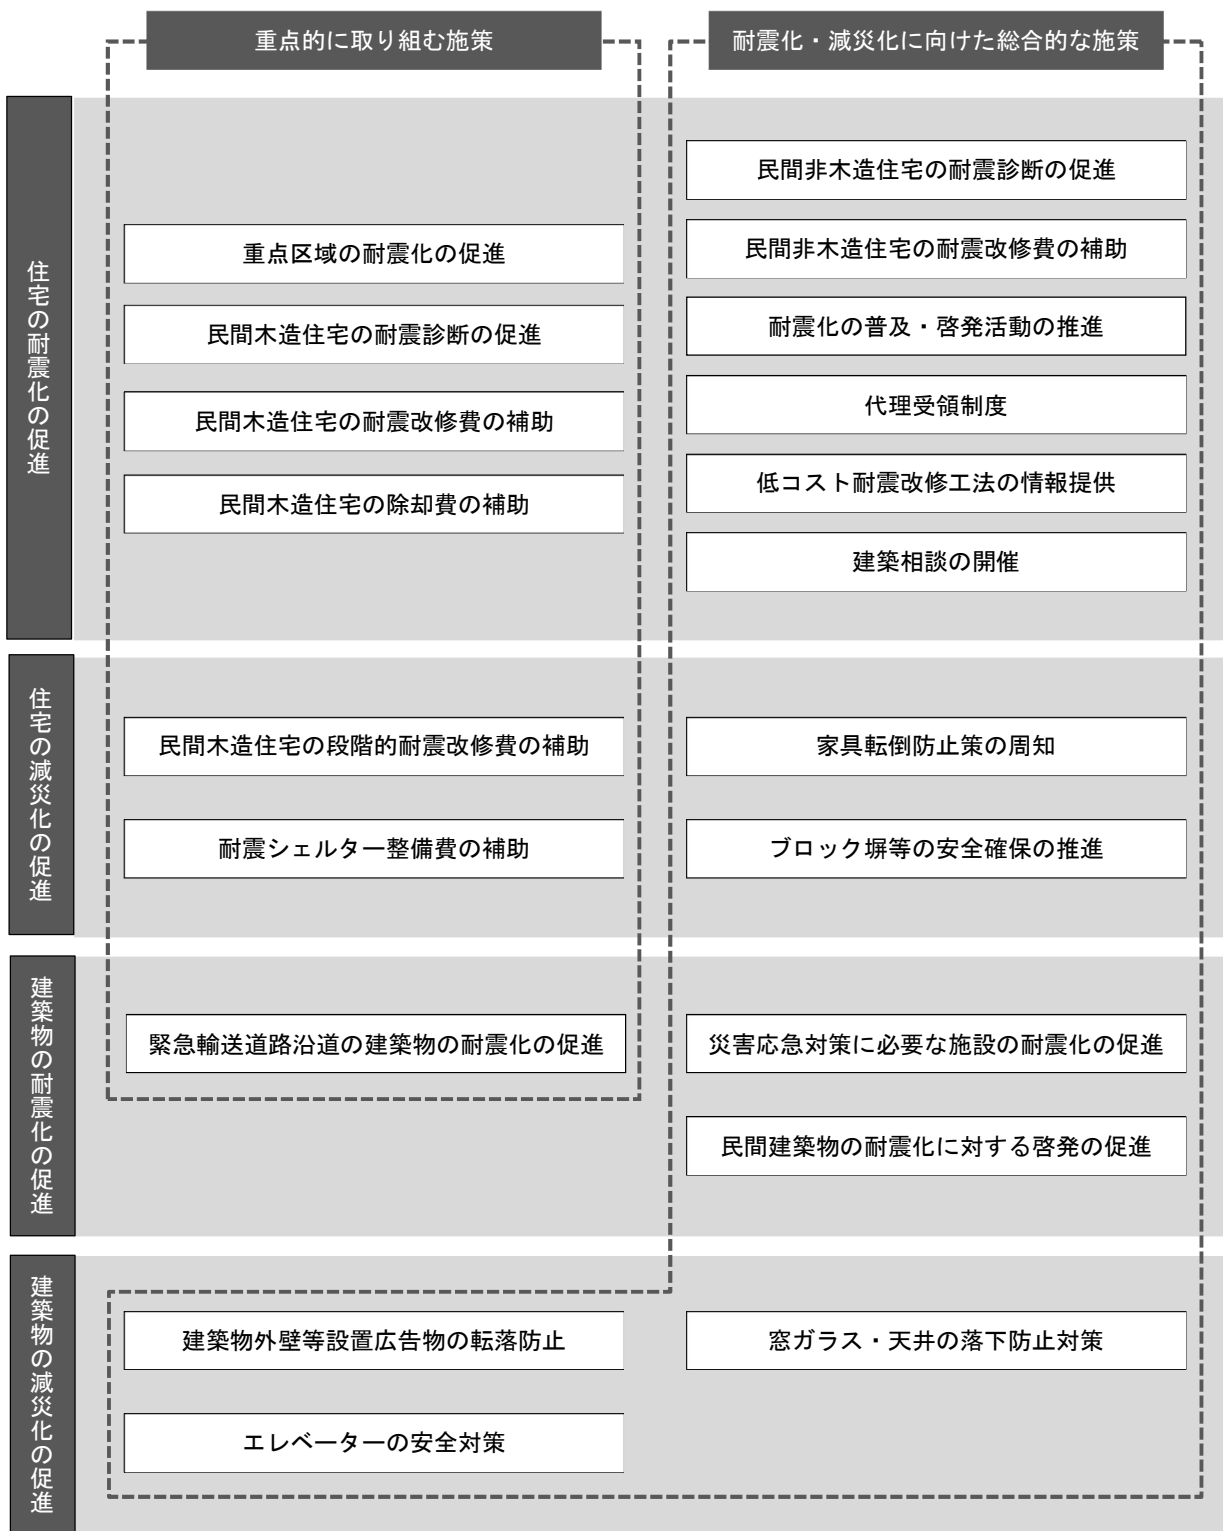 重点的に取り組む施策
耐震化・減災化に向けた総合的な施策
住宅の耐震化の促進
重点区域の耐震化の促進
民間木造住宅の耐震診断の促進
民間木造住宅の耐震改修費の補助
民間木造住宅の除却費の補助
民間非木造住宅の耐震診断の促進
民間非木造住宅の耐震改修費の補助
耐震化の普及・啓発活動の推進
代理受領制度
低コスト耐震改修工法の情報提供
建築相談の開催
住宅の減災化の促進
民間木造住宅の段階的耐震改修費の補助
耐震シェルター整備費の補助
家具転倒防止策の周知
ブロック塀等の安全確保の推進
建築物の耐震化の促進
緊急輸送道路沿道の建築物の耐震化の促進
災害応急対策に必要な施設の耐震化の促進
民間建築物の耐震化に対する啓発の促進
建築物の減災化の促進
建築物外壁等設置広告物の転落防止
エレベーターの安全対策
窓ガラス・天井の落下防止対策